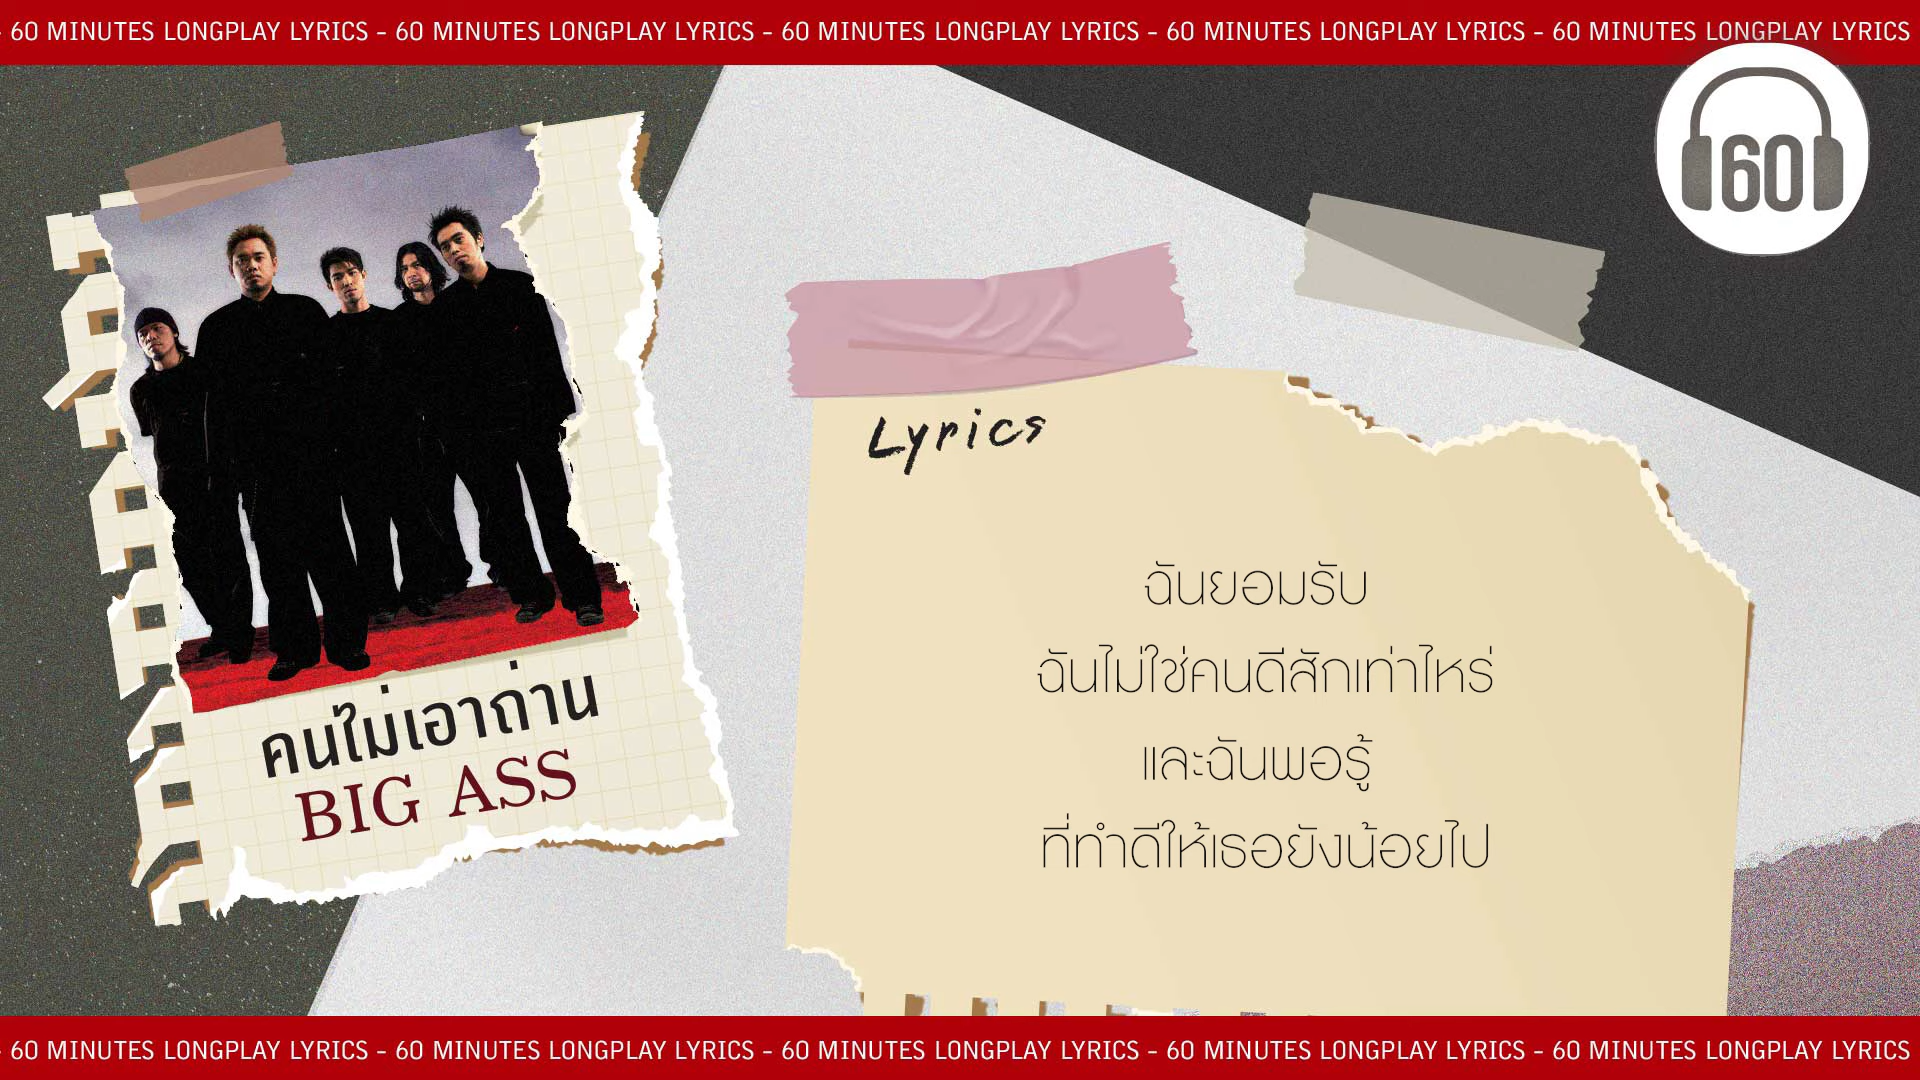 - 60 MINUTES LONGPLAY LYRICS - 60 MINUTES LONGPLAY LYRICS - 60 MINUTES LONGPLAY LYRICS - 60 MINUTES LONGPLAY LYRICS - 60 MINUTES LONGPLAY LYRICS
60
Lyrics
ฉันยอมรับ
ฉันไม่ใช่คนดีสักเท่าไหร่
และฉันพอรู้
ที่ทำดีให้เธอยังน้อยไป
คนไม่เอาถ่าน
BIG ASS
- 60 MINUTES LONGPLAY LYRICS - 60 MINUTES LONGPLAY LYRICS - 60 MINUTES LONGPLAY LYRICS - 60 MINUTES LONGPLAY LYRICS - 60 MINUTES LONGPLAY LYRICS